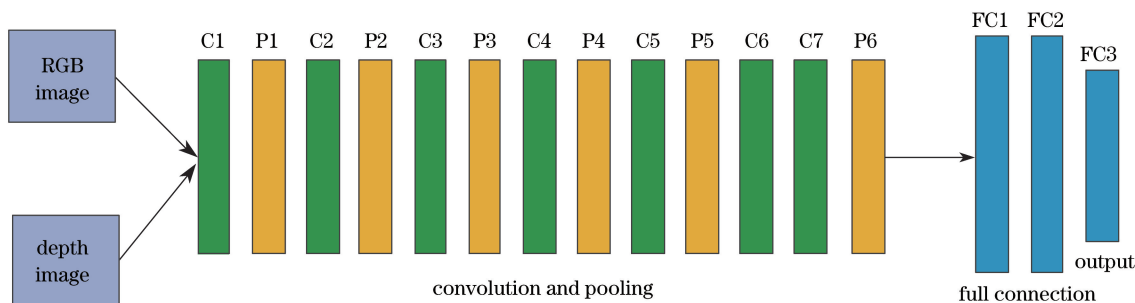 RGB
image
depth
image
C1 P1 C2 P2 C3 P3 C4 P4 C5 P5 C6 C7 P6
convolution and pooling
FC1 FC2
FC3
output
full connection